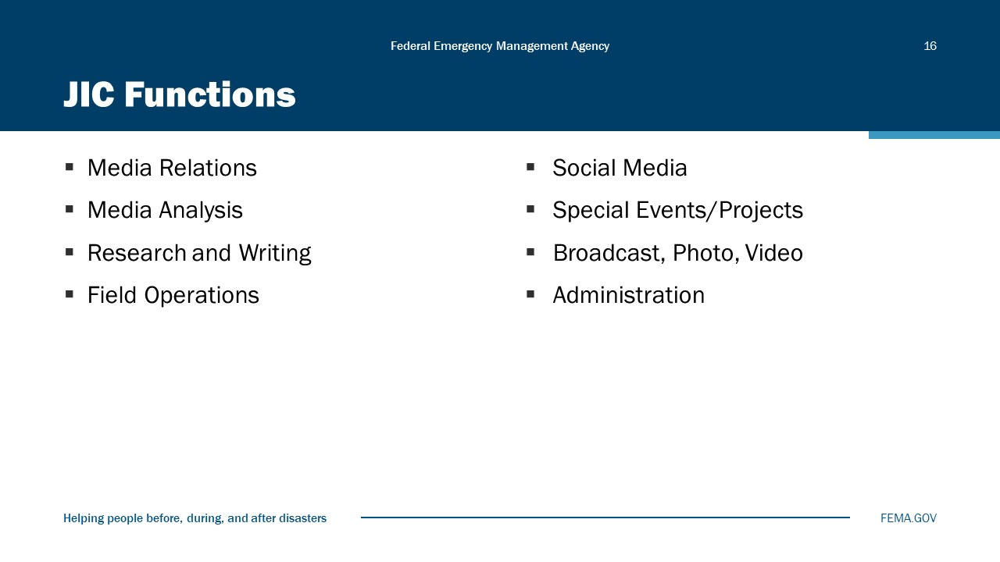 Federal Emergency Management Agency
16
JIC Functions
▪ Media Relations
▪ Media Analysis
▪ Research and Writing
▪ Field Operations
▪ Social Media
▪ Special Events/Projects
▪ Broadcast, Photo, Video
▪ Administration
Helping people before, during, and after disasters
FEMA.GOV